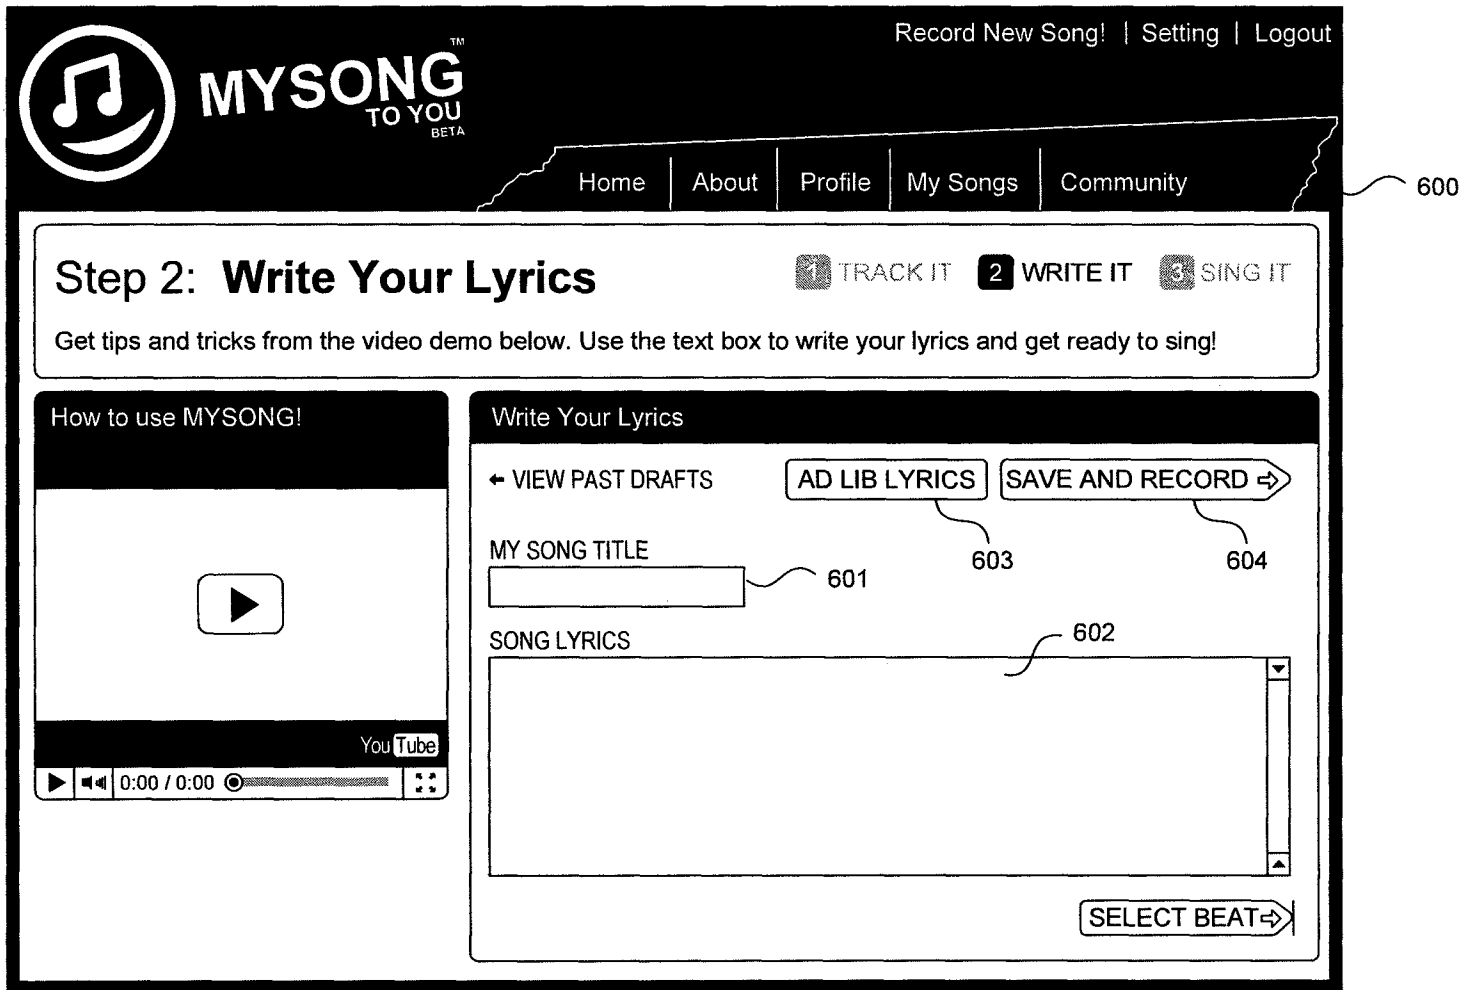 Record New Song! | Setting | Logout
MYSONG™
TO YOU
BETA
Home | About | Profile | My Songs | Community
600
Step 2: Write Your Lyrics
1 TRACK IT 2 WRITE IT 3 SING IT
Get tips and tricks from the video demo below. Use the text box to write your lyrics and get ready to sing!
How to use MYSONG!
YouTube
0:00 / 0:00
Write Your Lyrics
VIEW PAST DRAFTS
AD LIB LYRICS
SAVE AND RECORD
603
604
MY SONG TITLE
601
SONG LYRICS
602
SELECT BEAT